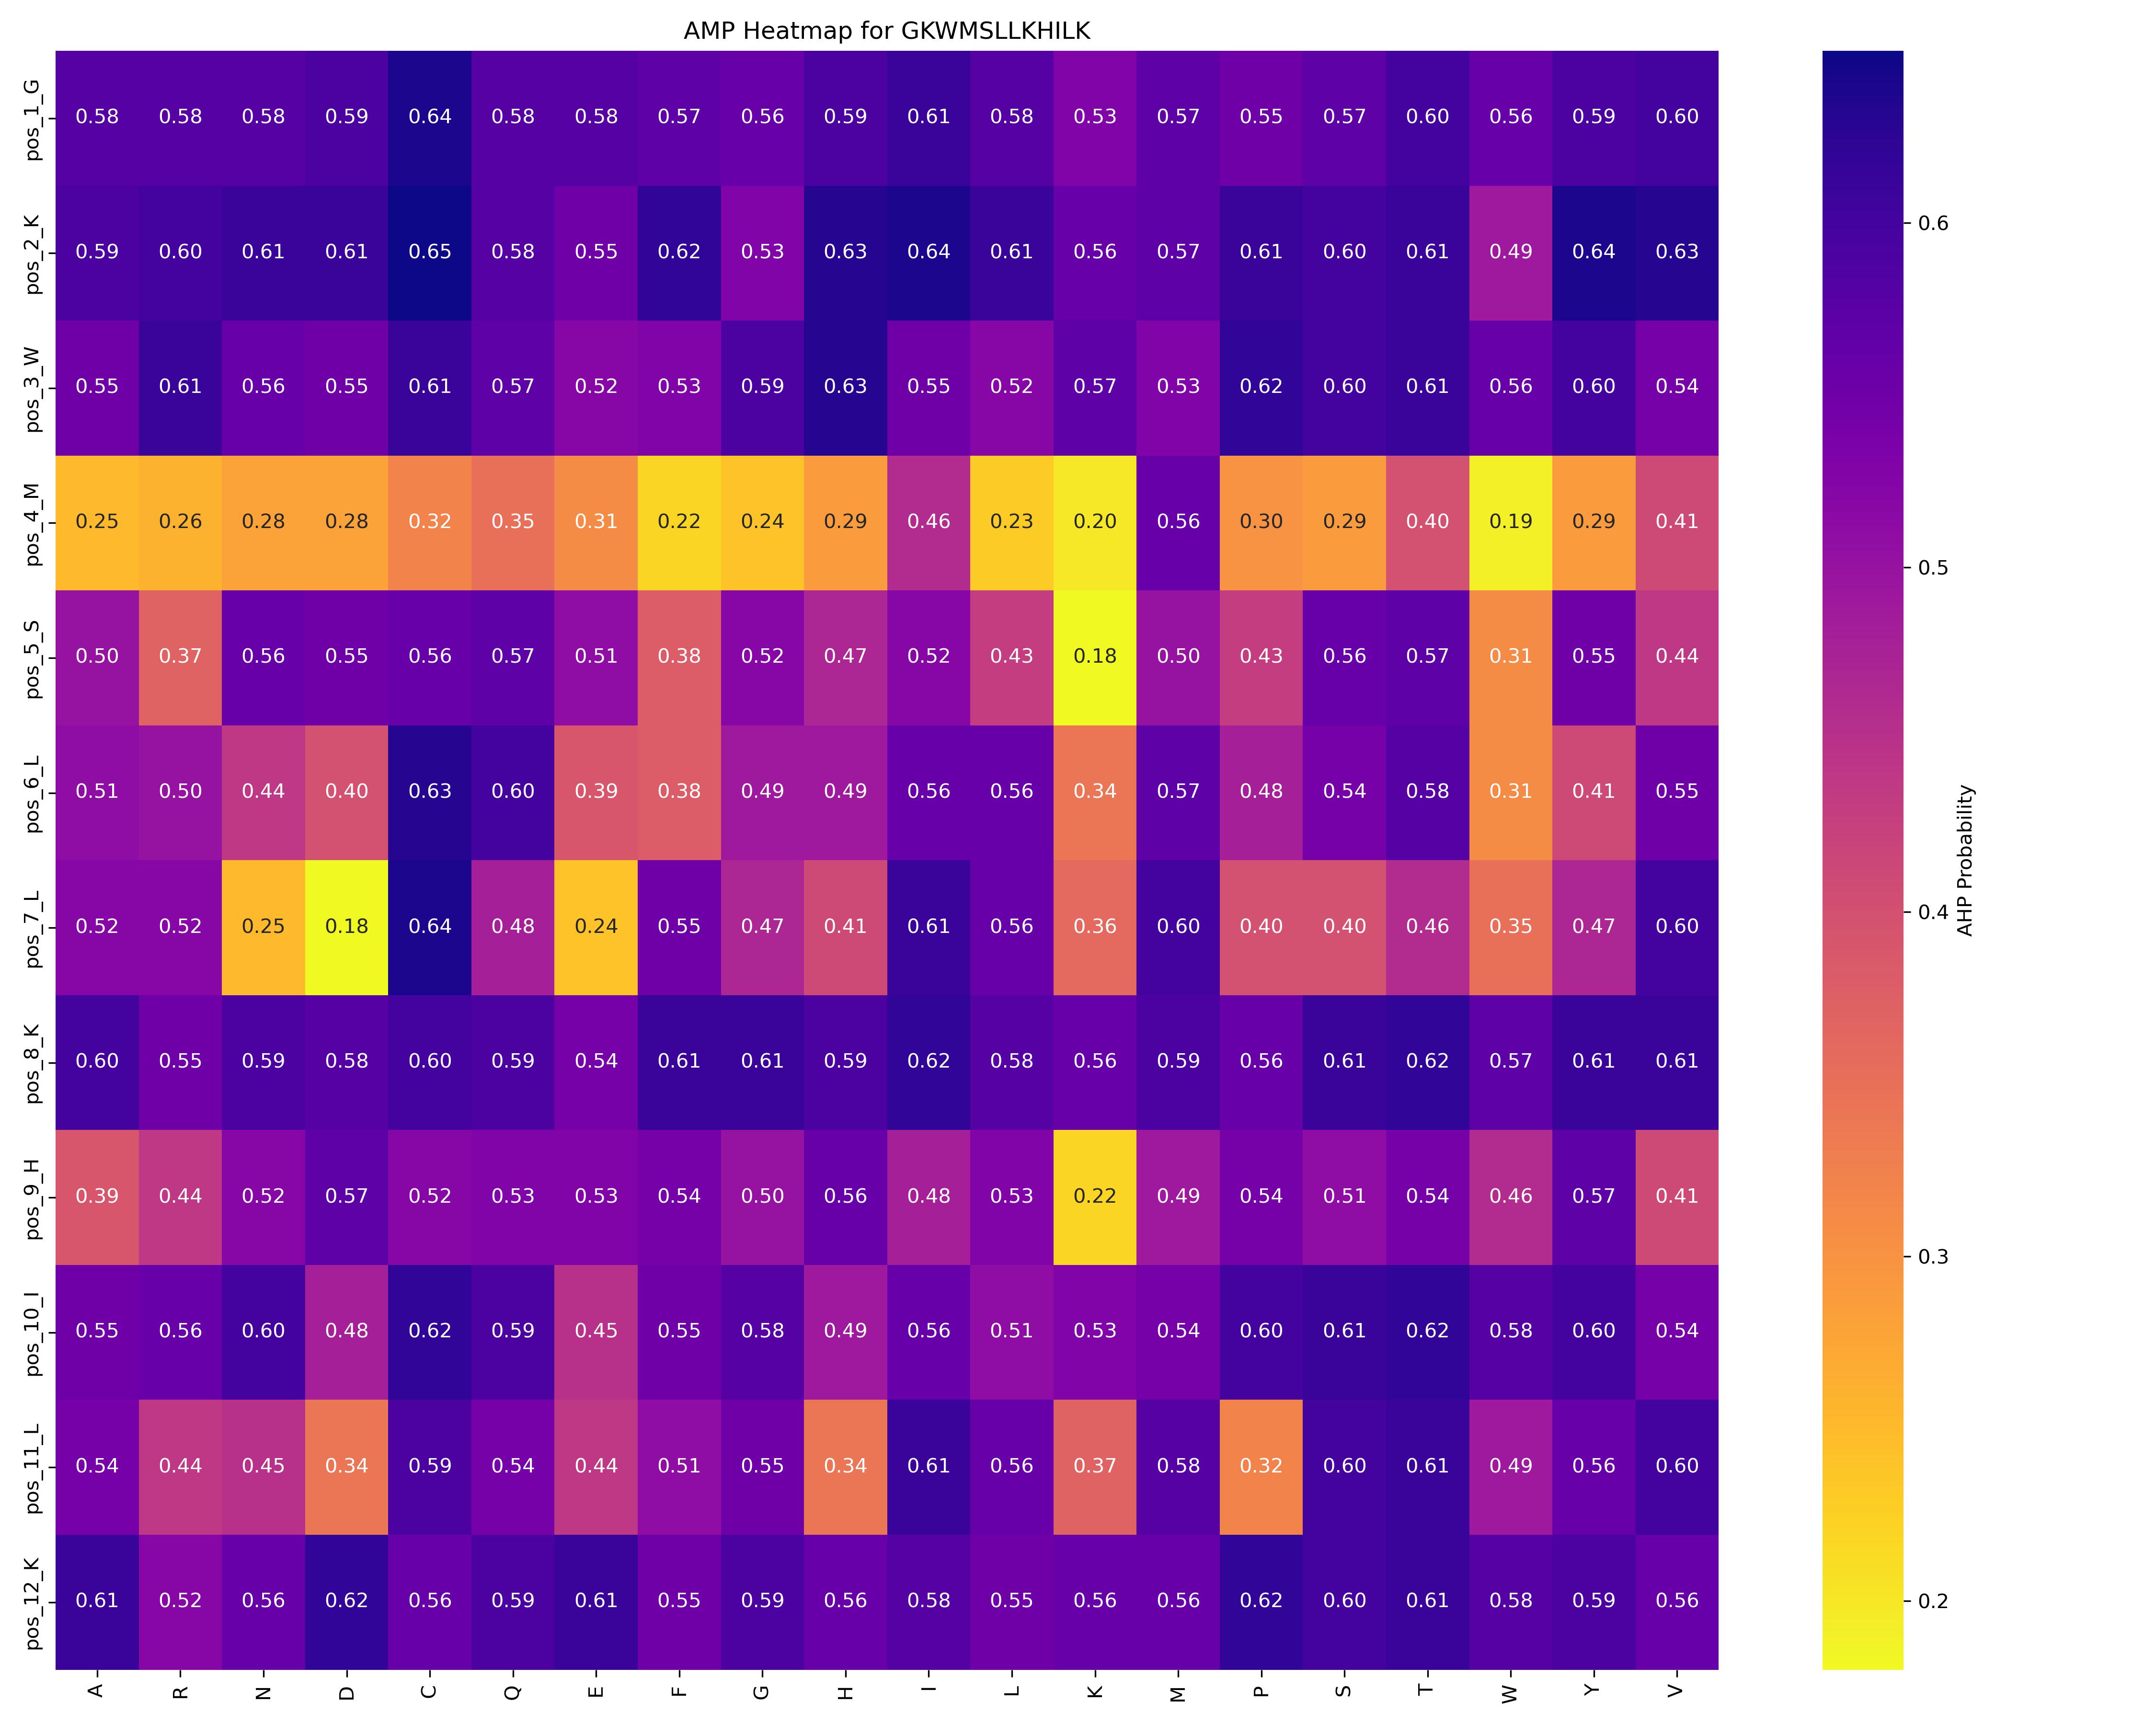 AMP Heatmap for GKWMSLLKHILK
pos_1_G 0.58 0.58 0.58 0.59 0.64 0.58 0.58 0.57 0.56 0.59 0.61 0.58 0.53 0.57 0.55 0.57 0.60 0.56 0.59 0.60
pos_2_K 0.59 0.60 0.61 0.61 0.65 0.58 0.55 0.62 0.53 0.63 0.64 0.61 0.56 0.57 0.61 0.60 0.61 0.49 0.64 0.63
pos_3_W 0.55 0.61 0.56 0.55 0.61 0.57 0.52 0.53 0.59 0.63 0.55 0.52 0.57 0.53 0.62 0.60 0.61 0.56 0.60 0.54
pos_4_M 0.25 0.26 0.28 0.28 0.32 0.35 0.31 0.22 0.24 0.29 0.46 0.23 0.20 0.56 0.30 0.29 0.40 0.19 0.29 0.41
pos_5_S 0.50 0.37 0.56 0.55 0.56 0.57 0.51 0.38 0.52 0.47 0.52 0.43 0.18 0.50 0.43 0.56 0.57 0.31 0.55 0.44
pos_6_L 0.51 0.50 0.44 0.40 0.63 0.60 0.39 0.38 0.49 0.49 0.56 0.56 0.34 0.57 0.48 0.54 0.58 0.31 0.41 0.55
pos_7_L 0.52 0.52 0.25 0.18 0.64 0.48 0.24 0.55 0.47 0.41 0.61 0.56 0.36 0.60 0.40 0.40 0.46 0.35 0.47 0.60
pos_8_K 0.60 0.55 0.59 0.58 0.60 0.59 0.54 0.61 0.61 0.59 0.62 0.58 0.56 0.59 0.56 0.61 0.62 0.57 0.61 0.61
pos_9_H 0.39 0.44 0.52 0.57 0.52 0.53 0.53 0.54 0.50 0.56 0.48 0.53 0.22 0.49 0.54 0.51 0.54 0.46 0.57 0.41
pos_10_I 0.55 0.56 0.60 0.48 0.62 0.59 0.45 0.55 0.58 0.49 0.56 0.51 0.53 0.54 0.60 0.61 0.62 0.58 0.60 0.54
pos_11_L 0.54 0.44 0.45 0.34 0.59 0.54 0.44 0.51 0.55 0.34 0.61 0.56 0.37 0.58 0.32 0.60 0.61 0.49 0.56 0.60
pos_12_K 0.61 0.52 0.56 0.62 0.56 0.59 0.61 0.55 0.59 0.56 0.58 0.55 0.56 0.56 0.62 0.60 0.61 0.58 0.59 0.56
A R N D C Q E F G H I L K M P S T W Y V
0.6
0.5
0.4
0.3
0.2
AHP Probability